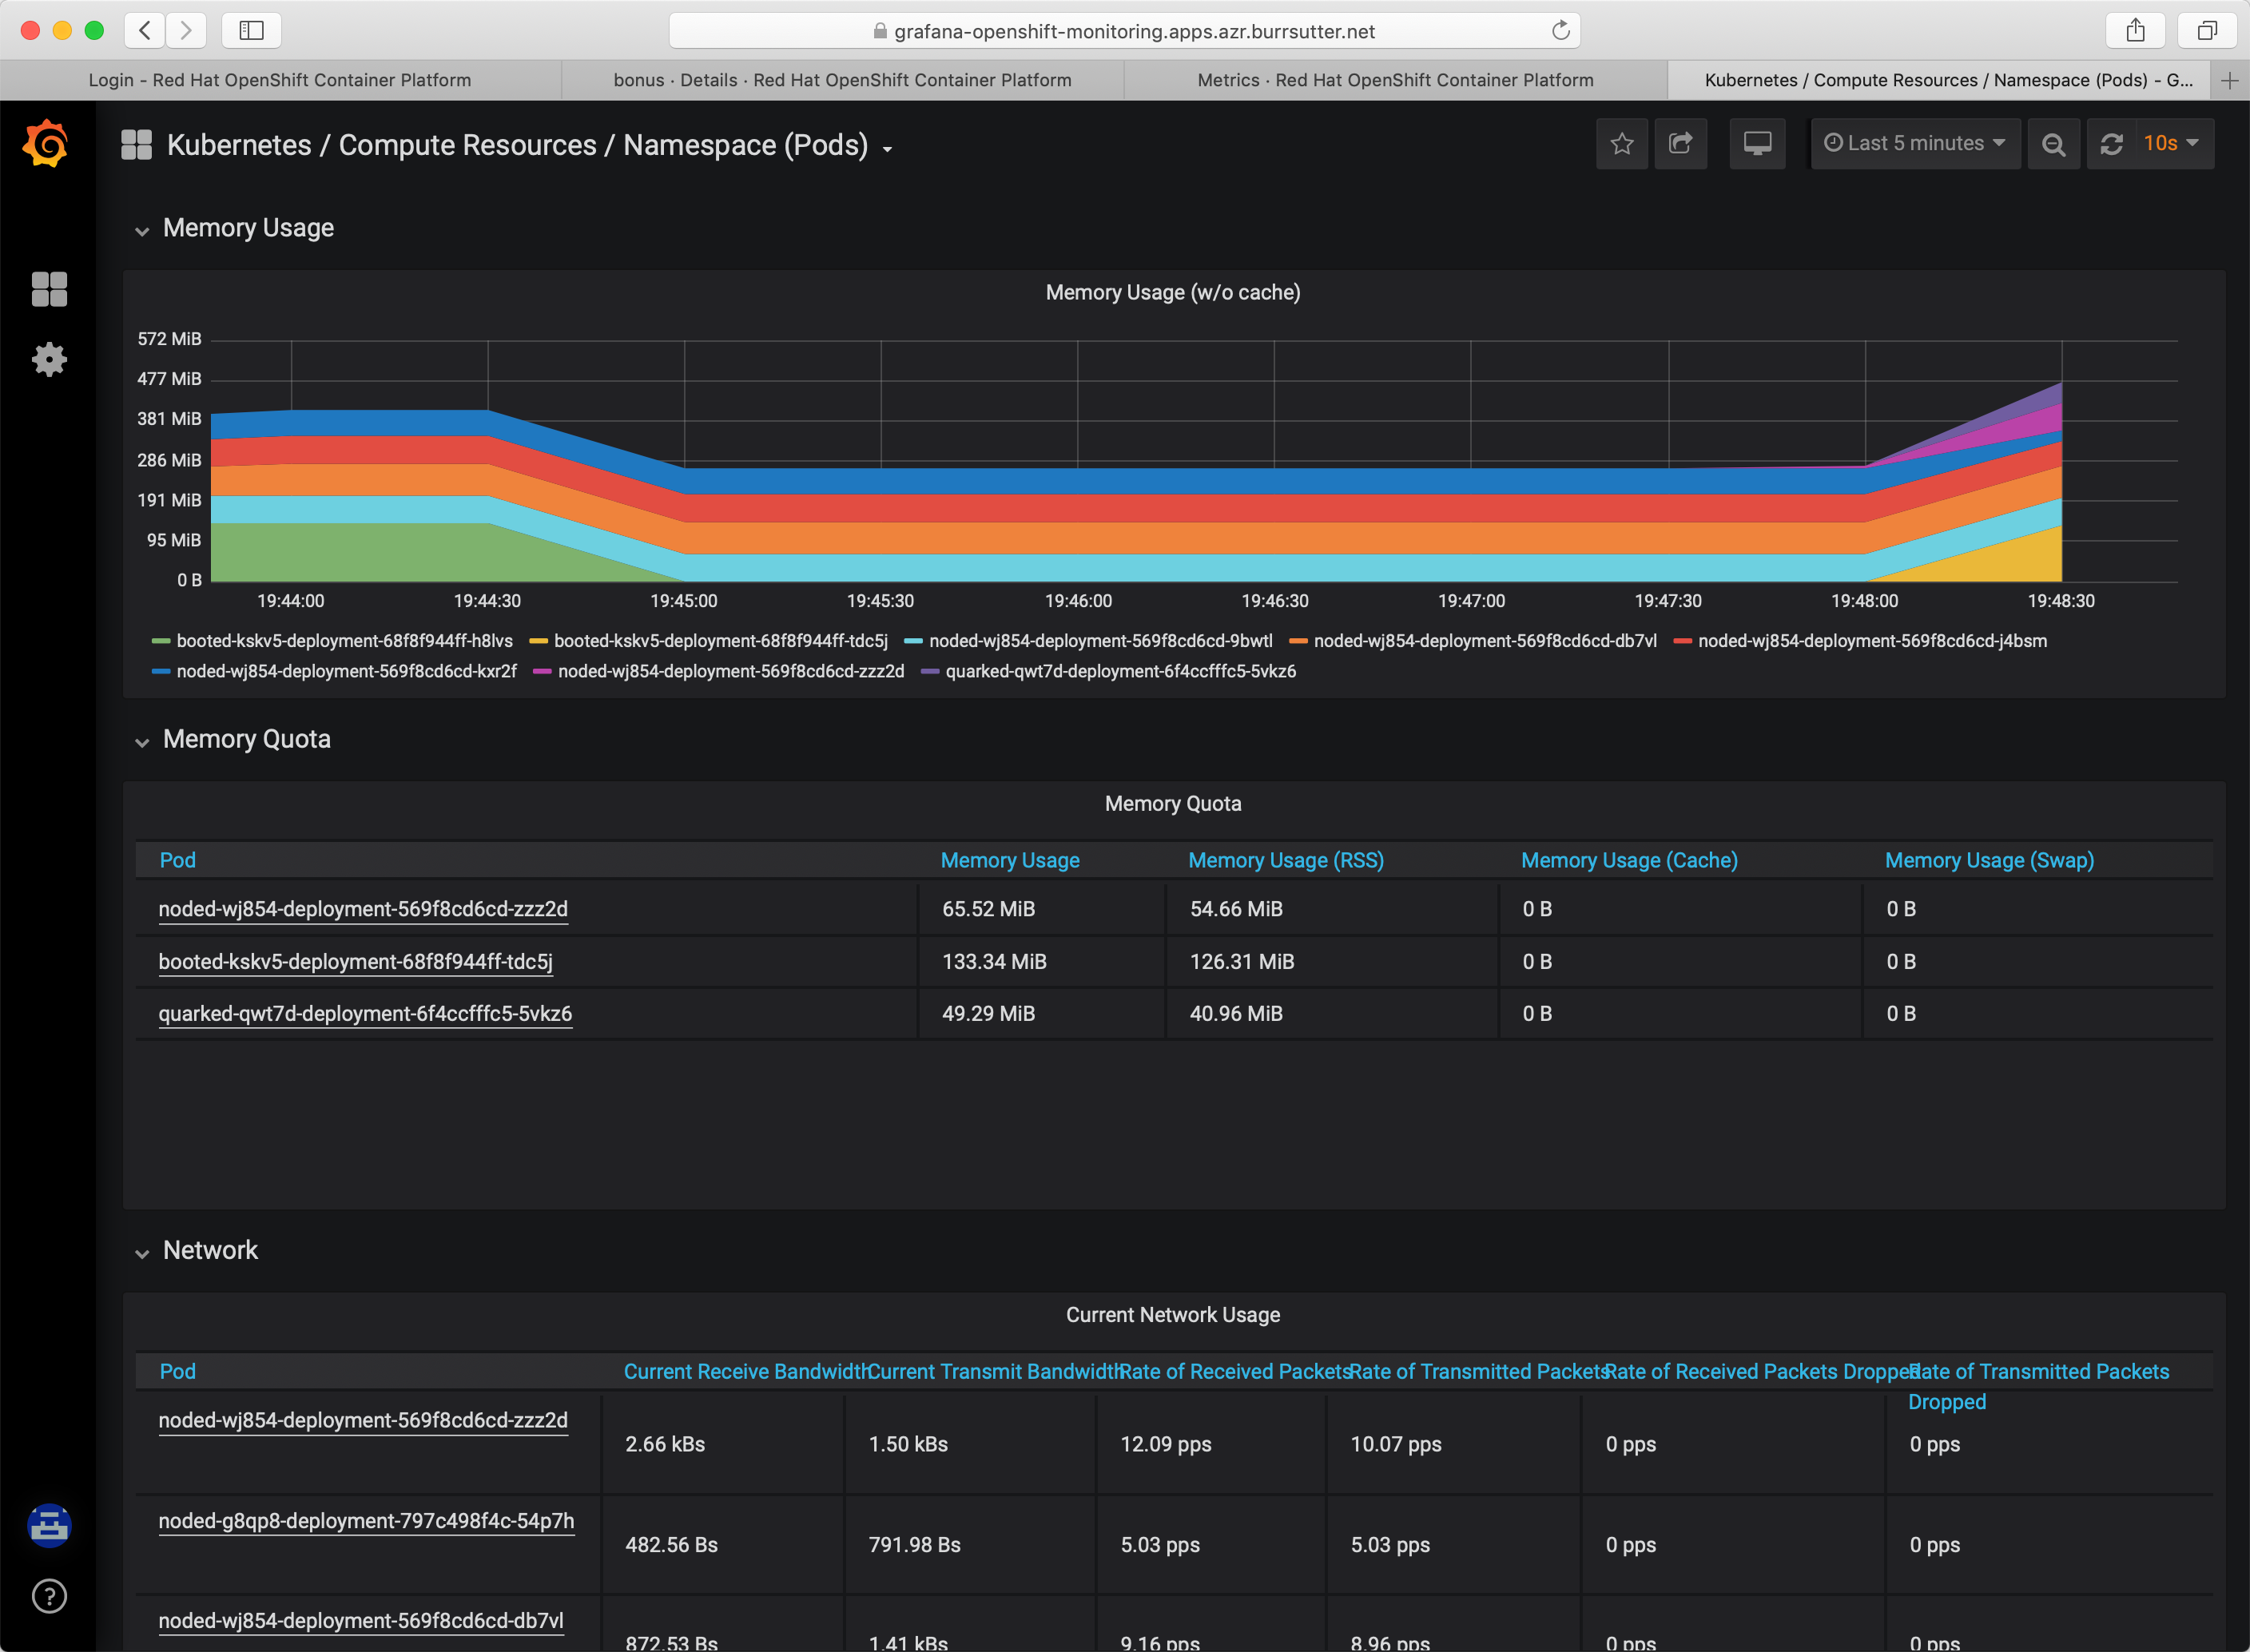 grafana-openshift-monitoring.apps.azr.burrsutter.net
Login - Red Hat OpenShift Container Platform
bonus · Details · Red Hat OpenShift Container Platform
Metrics · Red Hat OpenShift Container Platform
Kubernetes / Compute Resources / Namespace (Pods) - G...
Kubernetes / Compute Resources / Namespace (Pods)
Last 5 minutes
10s
Memory Usage
Memory Usage (w/o cache)
572 MiB
477 MiB
381 MiB
286 MiB
191 MiB
95 MiB
0 B
19:44:00 19:44:30 19:45:00 19:45:30 19:46:00 19:46:30 19:47:00 19:47:30 19:48:00 19:48:30
booted-kskv5-deployment-68f8f944ff-h8lvs booted-kskv5-deployment-68f8f944ff-tdc5j noded-wj854-deployment-569f8cd6cd-9bwtl noded-wj854-deployment-569f8cd6cd-db7vl noded-wj854-deployment-569f8cd6cd-j4bsm
noded-wj854-deployment-569f8cd6cd-kxr2f noded-wj854-deployment-569f8cd6cd-zzz2d quarked-qwt7d-deployment-6f4ccfffc5-5vkz6
Memory Quota
Memory Quota
Pod Memory Usage Memory Usage (RSS) Memory Usage (Cache) Memory Usage (Swap)
noded-wj854-deployment-569f8cd6cd-zzz2d 65.52 MiB 54.66 MiB 0 B 0 B
booted-kskv5-deployment-68f8f944ff-tdc5j 133.34 MiB 126.31 MiB 0 B 0 B
quarked-qwt7d-deployment-6f4ccfffc5-5vkz6 49.29 MiB 40.96 MiB 0 B 0 B
Network
Current Network Usage
Pod Current Receive Bandwidth Current Transmit Bandwidth Rate of Received Packets Rate of Transmitted Packets Rate of Received Packets Dropped Rate of Transmitted Packets
Dropped
noded-wj854-deployment-569f8cd6cd-zzz2d
2.66 kBs 1.50 kBs 12.09 pps 10.07 pps 0 pps 0 pps
noded-g8qp8-deployment-797c498f4c-54p7h
482.56 Bs 791.98 Bs 5.03 pps 5.03 pps 0 pps 0 pps
noded-wj854-deployment-569f8cd6cd-db7vl
872.53 Bs 1.41 kBs 9.16 pps 8.96 pps 0 pps 0 pps